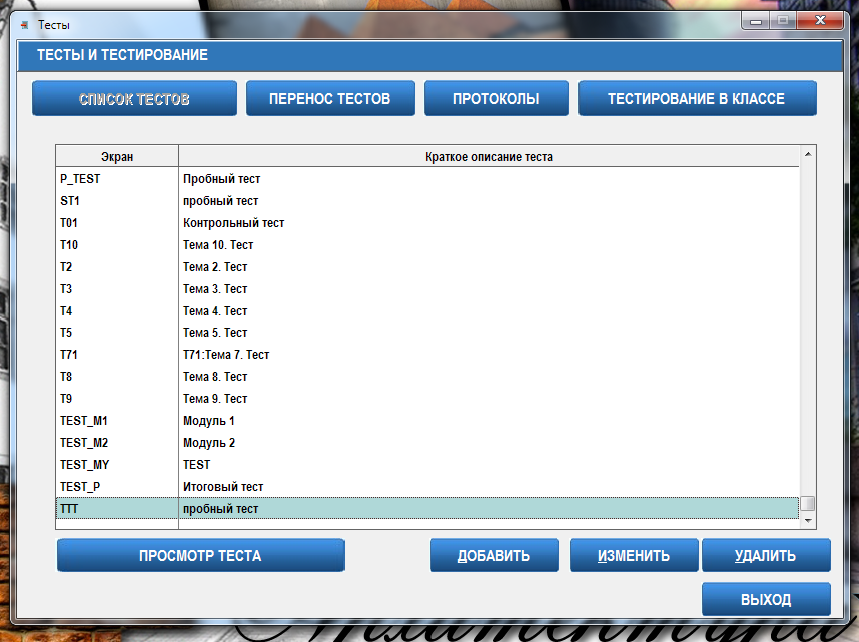 Тесты
ТЕСТЫ И ТЕСТИРОВАНИЕ
СПИСОК ТЕСТОВ ПЕРЕНОС ТЕСТОВ ПРОТОКОЛЫ ТЕСТИРОВАНИЕ В КЛАССЕ
Экран Краткое описание теста
P_TEST Пробный тест
ST1 пробный тест
T01 Контрольный тест
T10 Тема 10. Тест
T2 Тема 2. Тест
T3 Тема 3. Тест
T4 Тема 4. Тест
T5 Тема 5. Тест
T71 T71:Тема 7. Тест
T8 Тема 8. Тест
T9 Тема 9. Тест
TEST_M1 Модуль 1
TEST_M2 Модуль 2
TEST_MY TEST
TEST_P Итоговый тест
TTT пробный тест
ПРОСМОТР ТЕСТА ДОБАВИТЬ ИЗМЕНИТЬ УДАЛИТЬ
ВЫХОД